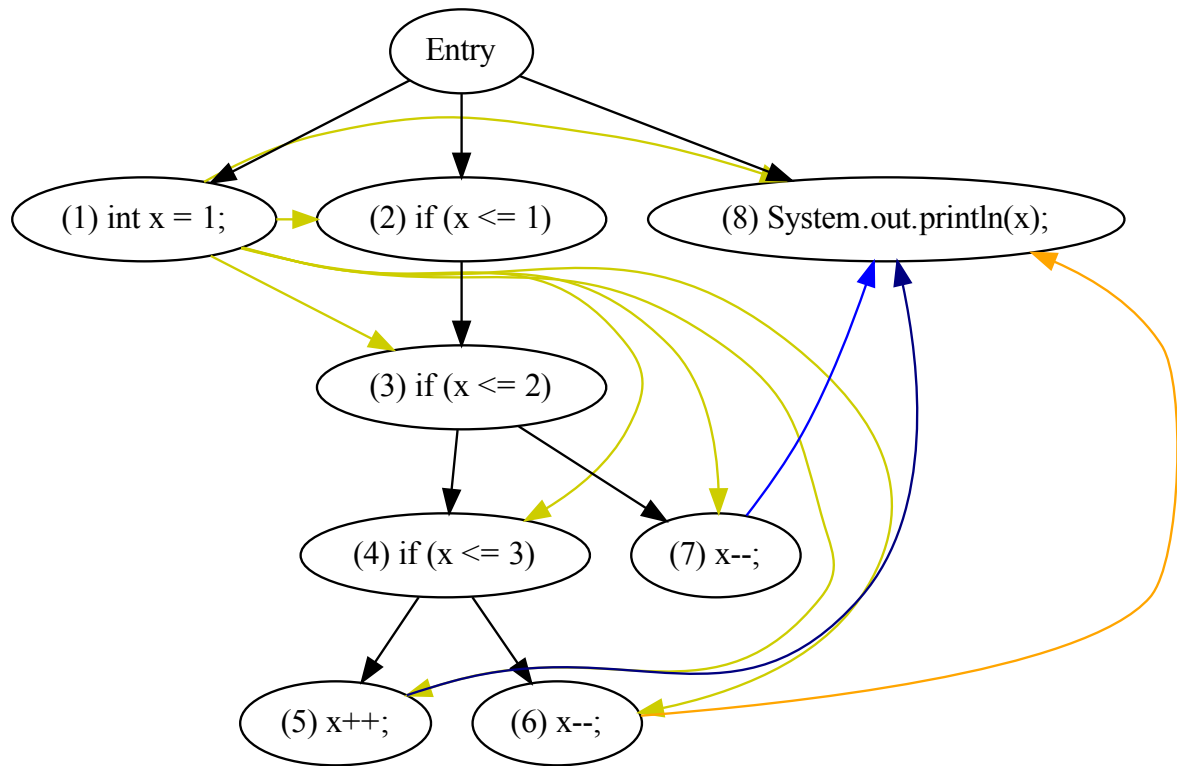 Entry
(1) int x = 1;
(2) if (x <= 1)
(8) System.out.println(x);
(3) if (x <= 2)
(4) if (x <= 3)
(7) x--;
(5) x++;
(6) x--;